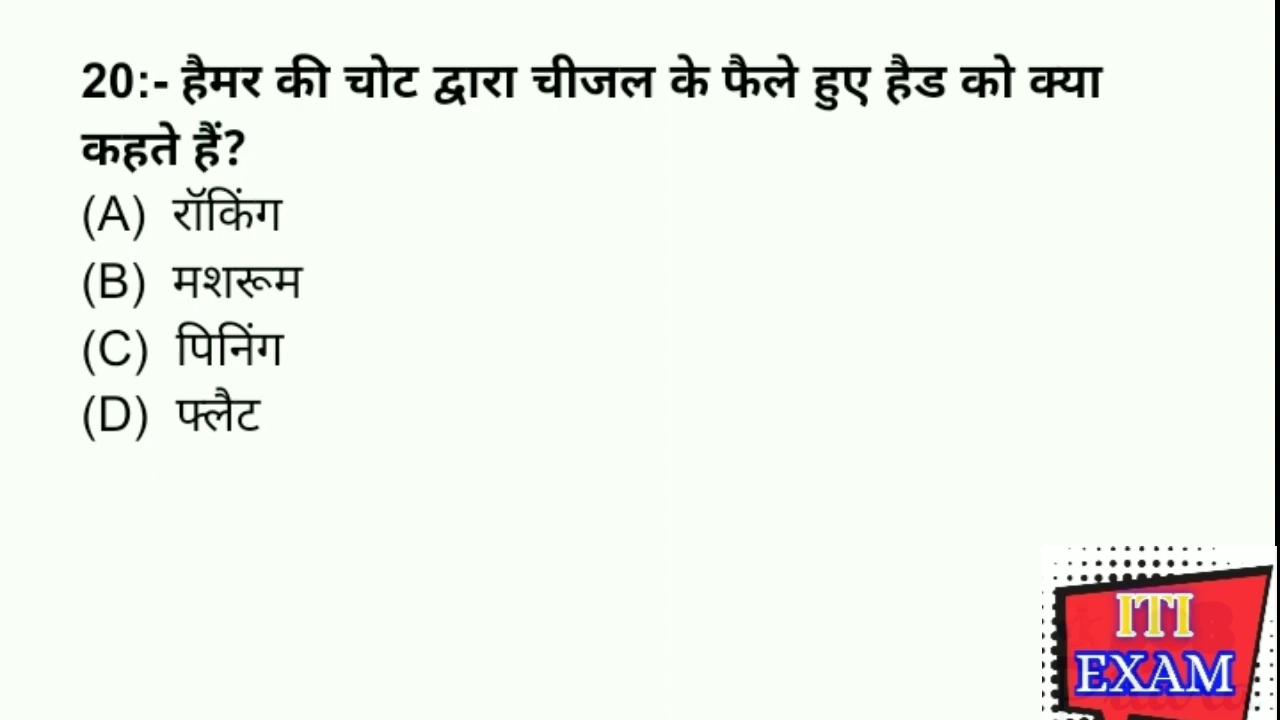 20:- हैमर की चोट द्वारा चीजल के फैले हुए हैड को क्या
कहते हैं?
(A) रॉकिंग
(B) मशरूम
(C) पिनिंग
(D) फ्लैट
ITI
EXAM